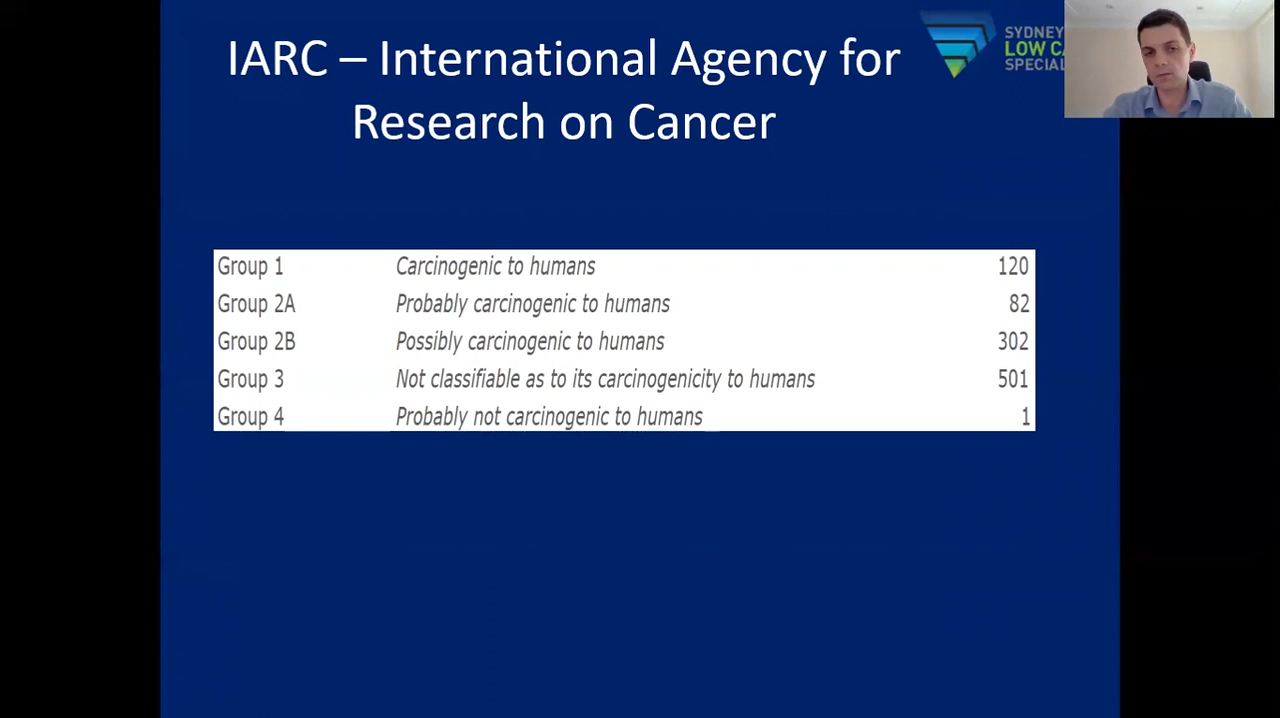 IARC – International Agency for
Research on Cancer
SYDNEY
LOW
Group 1 Carcinogenic to humans 120
Group 2A Probably carcinogenic to humans 82
Group 2B Possibly carcinogenic to humans 302
Group 3 Not classifiable as to its carcinogenicity to humans 501
Group 4 Probably not carcinogenic to humans 1